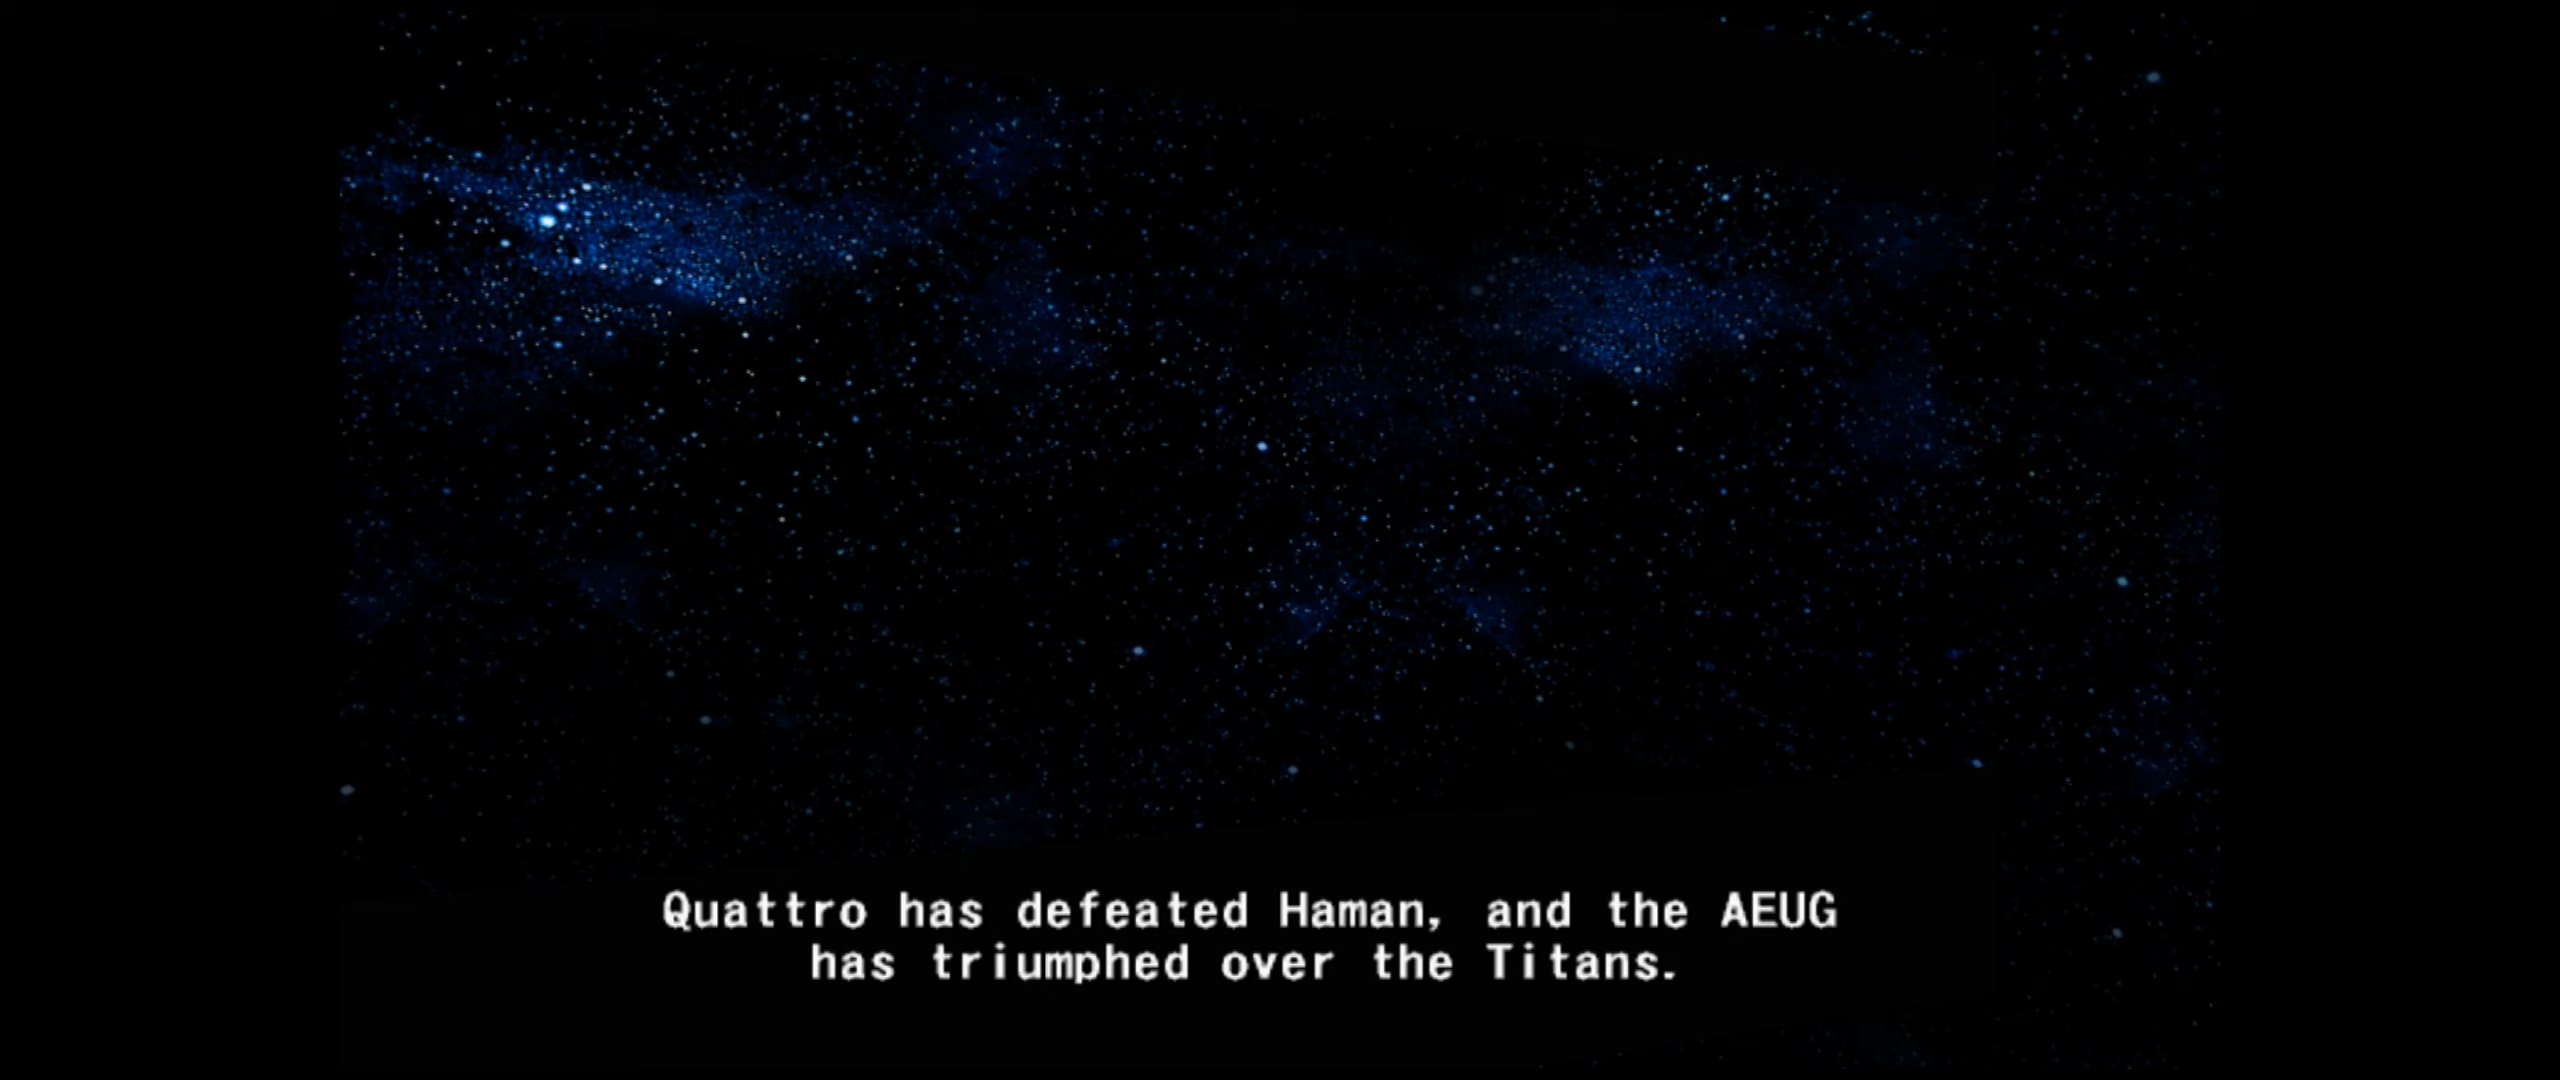 Quattro has defeated Haman, and the AEUG
has triumphed over the Titans.